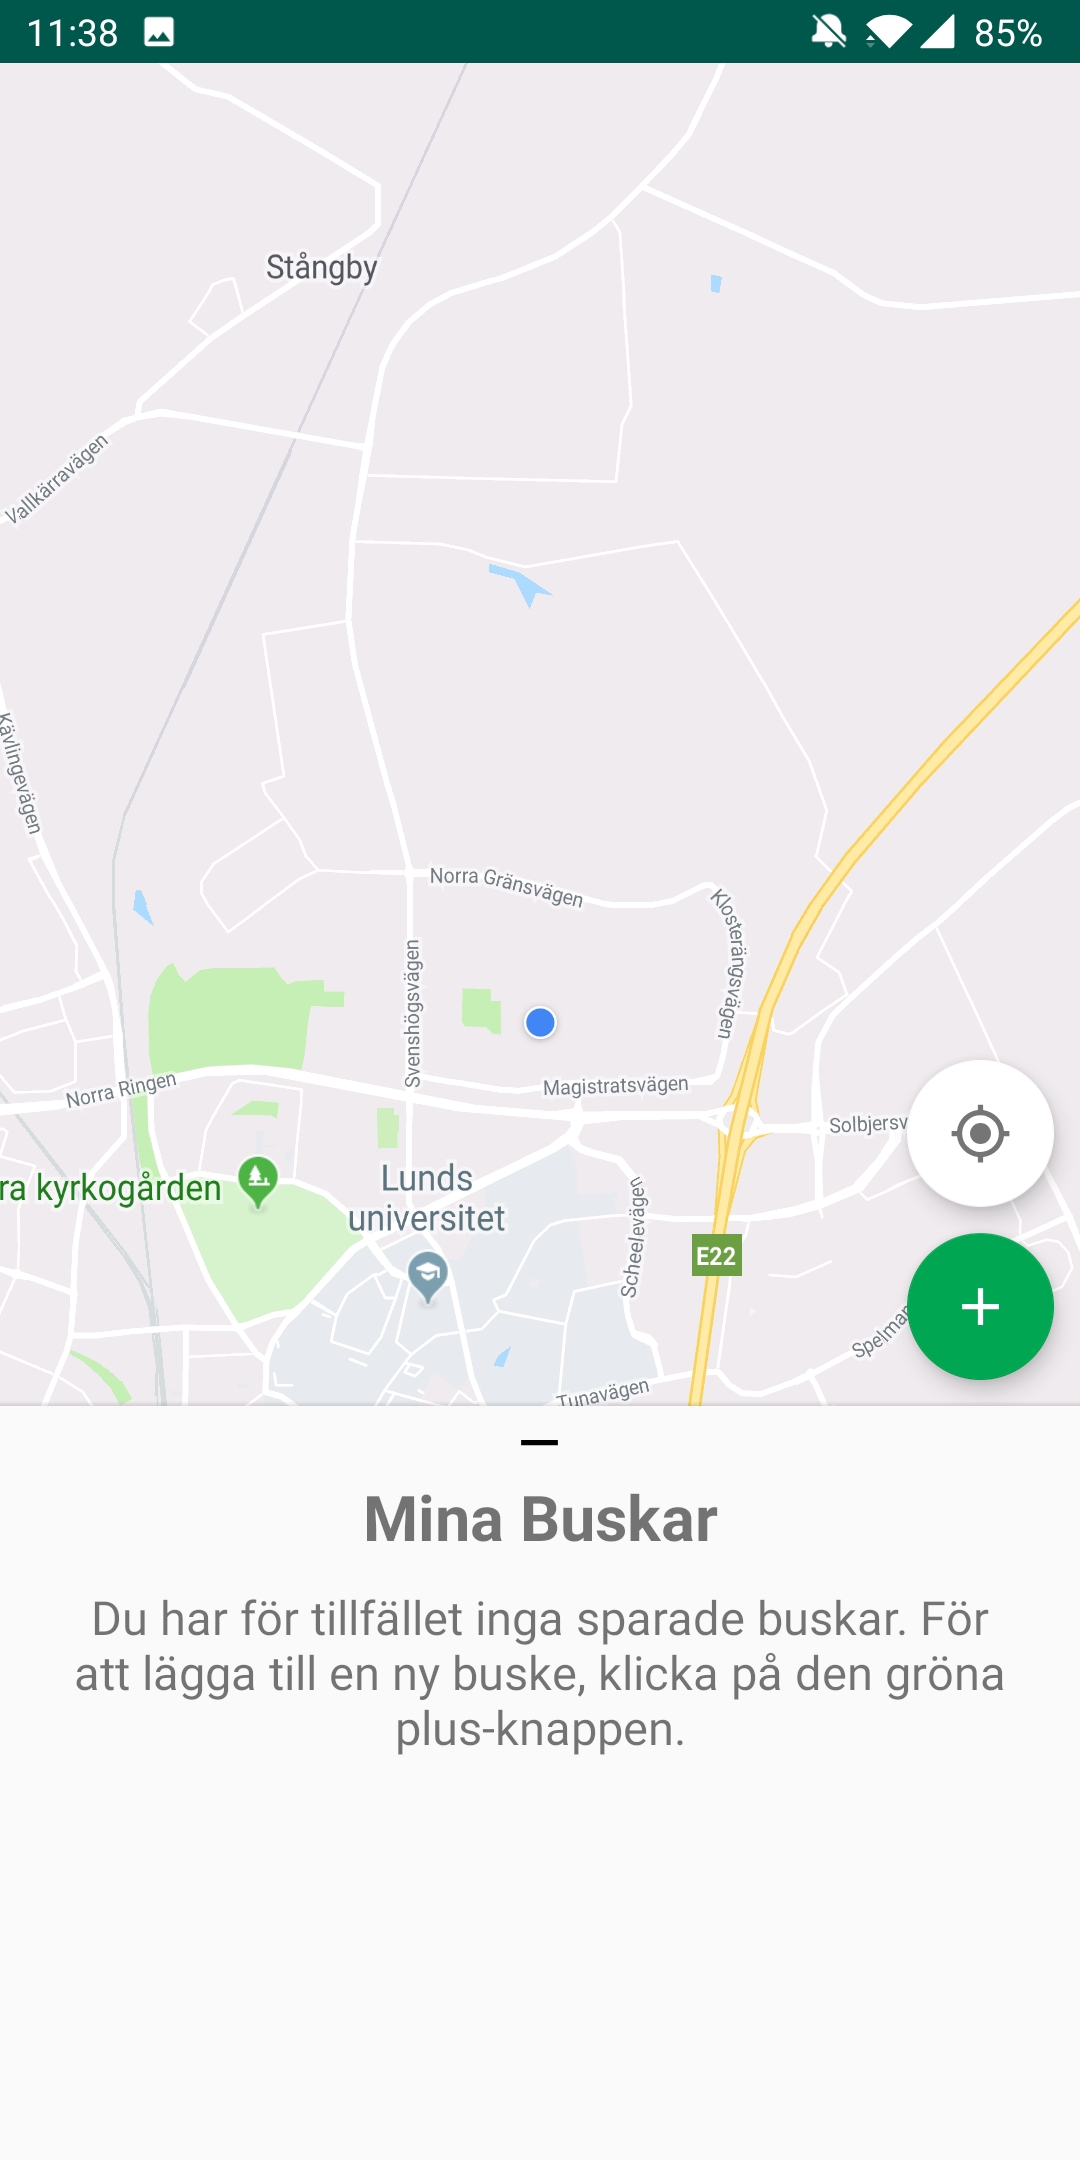 11:38
85%
Stångby
Vallkärravägen
Kävlingevägen
Norra Gränsvägen
Klosterängsvägen
Svenshögsvägen
Norra Ringen
Magistratsvägen
Solbjersv
ra kyrkogården
Lunds
universitet
Scheelevägen
E22
Spelmar
Tunavägen
Mina Buskar
Du har för tillfället inga sparade buskar. För
att lägga till en ny buske, klicka på den gröna
plus-knappen.